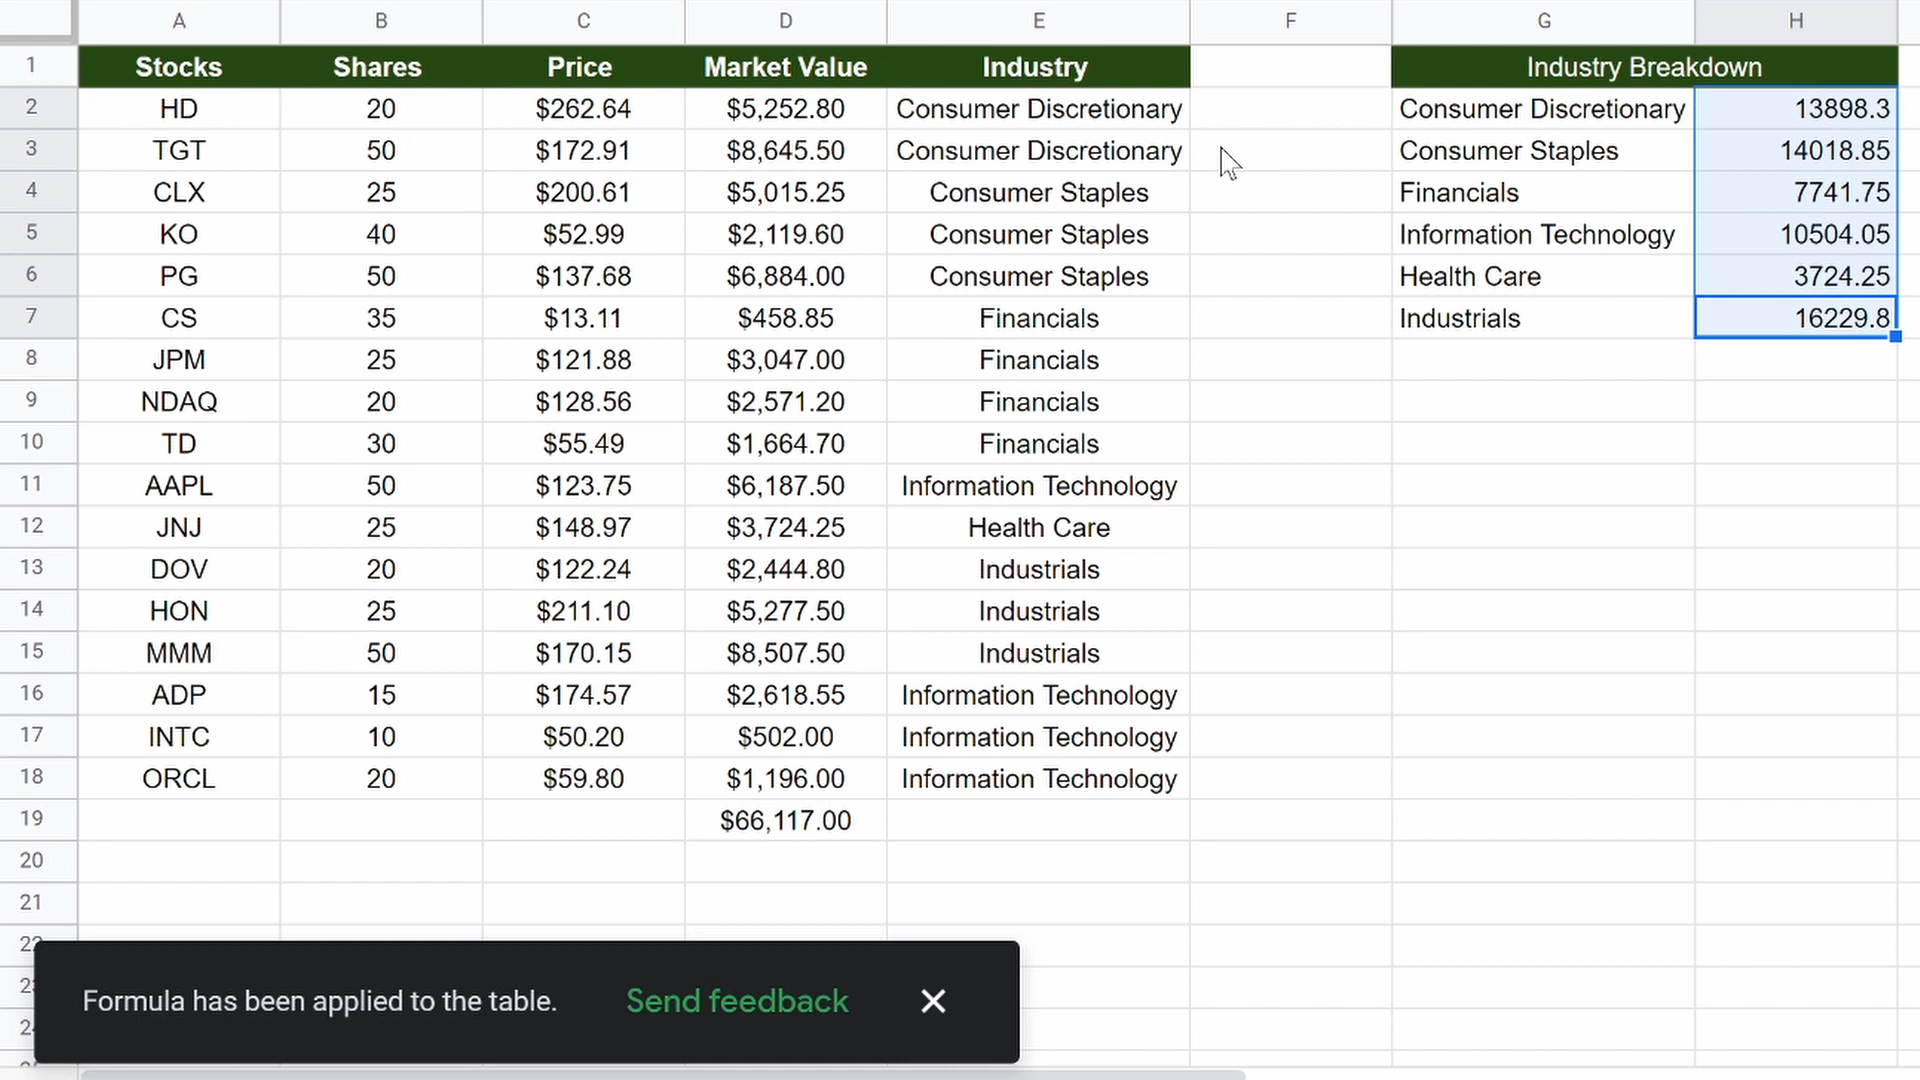 A B C D E F G H
1 Stocks Shares Price Market Value Industry Industry Breakdown
2 HD 20 $262.64 $5,252.80 Consumer Discretionary Consumer Discretionary 13898.3
3 TGT 50 $172.91 $8,645.50 Consumer Discretionary Consumer Staples 14018.85
4 CLX 25 $200.61 $5,015.25 Consumer Staples Financials 7741.75
5 KO 40 $52.99 $2,119.60 Consumer Staples Information Technology 10504.05
6 PG 50 $137.68 $6,884.00 Consumer Staples Health Care 3724.25
7 CS 35 $13.11 $458.85 Financials Industrials 16229.8
8 JPM 25 $121.88 $3,047.00 Financials
9 NDAQ 20 $128.56 $2,571.20 Financials
10 TD 30 $55.49 $1,664.70 Financials
11 AAPL 50 $123.75 $6,187.50 Information Technology
12 JNJ 25 $148.97 $3,724.25 Health Care
13 DOV 20 $122.24 $2,444.80 Industrials
14 HON 25 $211.10 $5,277.50 Industrials
15 MMM 50 $170.15 $8,507.50 Industrials
16 ADP 15 $174.57 $2,618.55 Information Technology
17 INTC 10 $50.20 $502.00 Information Technology
18 ORCL 20 $59.80 $1,196.00 Information Technology
19 $66,117.00
20
21
22
23
24
Formula has been applied to the table. Send feedback